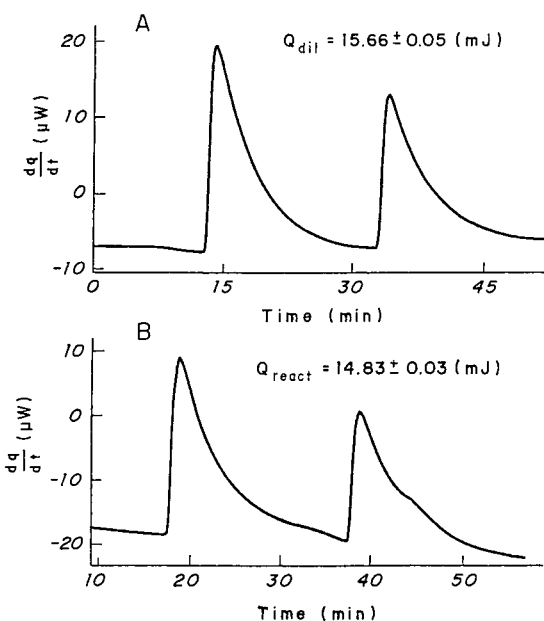 A
Q_dil = 15.66 ± 0.05 (mJ)
20
10
0
-10
dq/dt (μW)
0 15 30 45
Time (min)
B
Q_react = 14.83 ± 0.03 (mJ)
10
0
-10
-20
dq/dt (μW)
10 20 30 40 50
Time (min)